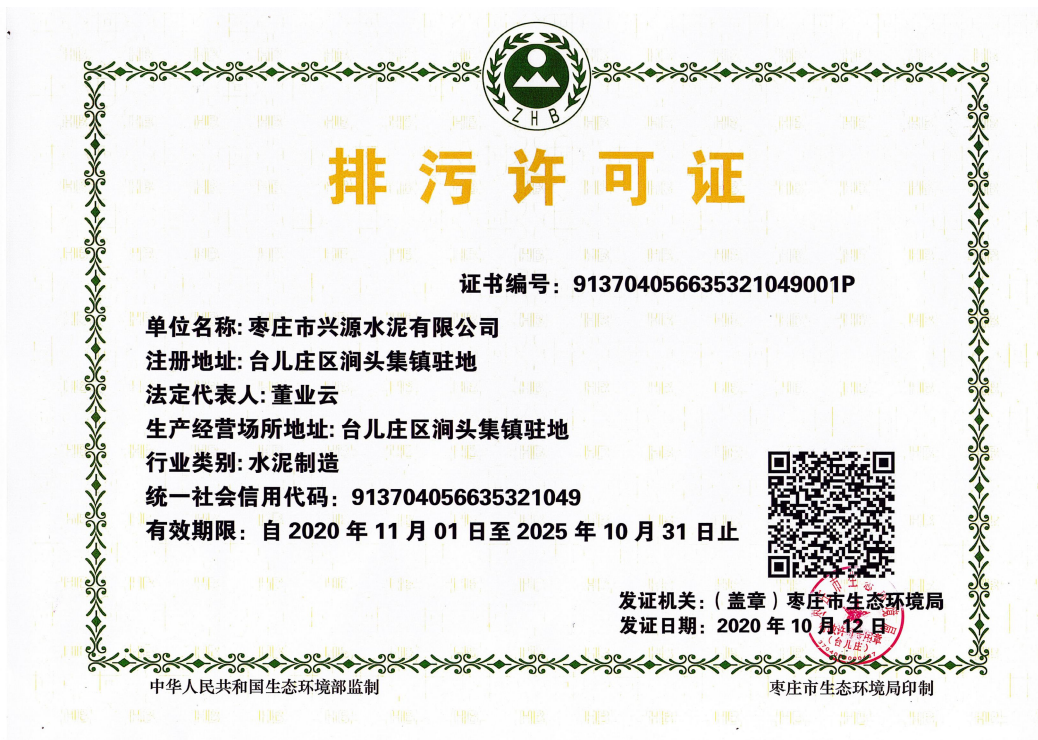 ZHB
排污许可证
证书编号：913704056635321049001P
单位名称: 枣庄市兴源水泥有限公司
注册地址: 台儿庄区涧头集镇驻地
法定代表人: 董业云
生产经营场所地址: 台儿庄区涧头集镇驻地
行业类别: 水泥制造
统一社会信用代码：913704056635321049
有效期限：自 2020 年 11 月 01 日至 2025 年 10 月 31 日止
发证机关：（盖章）枣庄市生态环境局
发证日期：2020 年 10 月 12 日
（台儿庄）
中华人民共和国生态环境部监制
枣庄市生态环境局印制